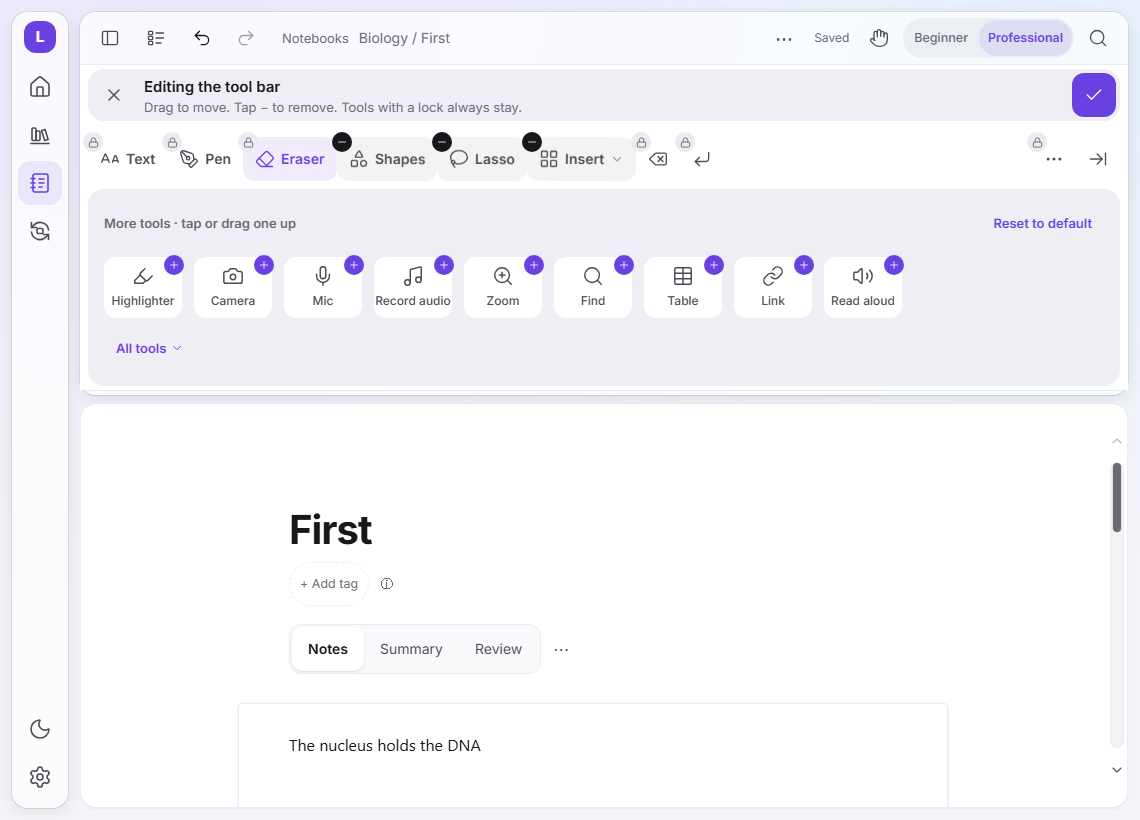 L
Notebooks Biology / First
Saved
Beginner Professional
Editing the tool bar
Drag to move. Tap − to remove. Tools with a lock always stay.
AA Text Pen Eraser Shapes Lasso Insert
More tools · tap or drag one up
Reset to default
Highlighter Camera Mic Record audio Zoom Find Table Link Read aloud
All tools
First
+ Add tag
Notes Summary Review
The nucleus holds the DNA